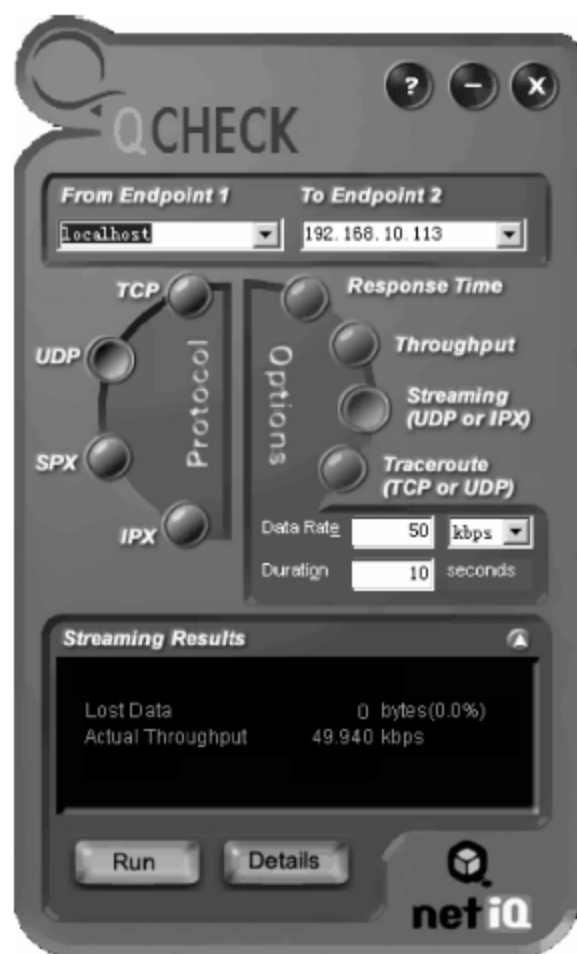 ? – X
QCHECK
From Endpoint 1
To Endpoint 2
localhost
192.168.10.113
TCP
UDP
SPX
IPX
Protocol
Options
Response Time
Throughput
Streaming
(UDP or IPX)
Traceroute
(TCP or UDP)
Data Rate 50 kbps
Duration 10 seconds
Streaming Results
Lost Data 0 bytes(0.0%)
Actual Throughput 49.940 kbps
Run
Details
net iQ